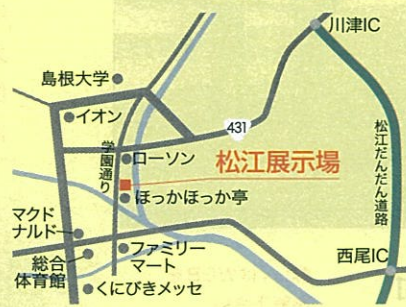 川津IC
島根大学
イオン
431
学園通り
ローソン
松江展示場
松江だんだん道路
ほっかほっか亭
マクド
ナルド
ファミリー
マート
総合
体育館
西尾IC
くにびきメッセ